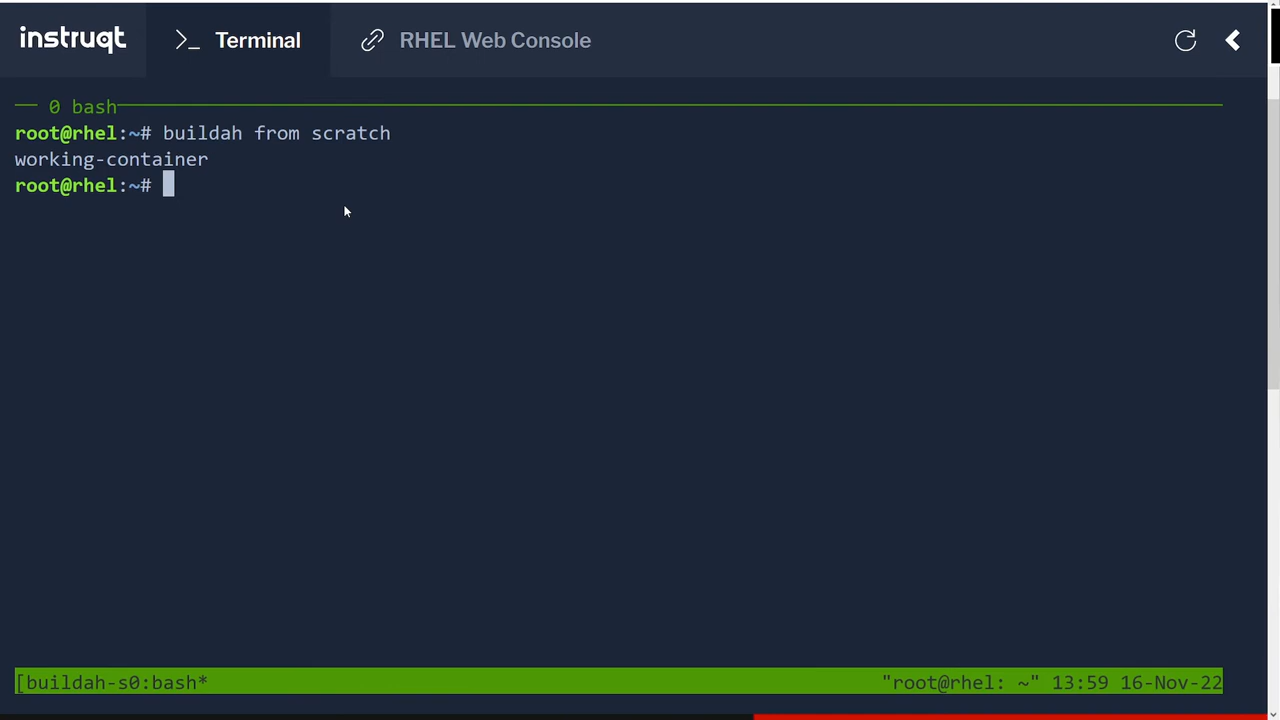 instruqt
>_ Terminal
RHEL Web Console
0 bash
root@rhel:~# buildah from scratch
working-container
root@rhel:~#
[buildah-s0:bash*
"root@rhel: ~" 13:59 16-Nov-22